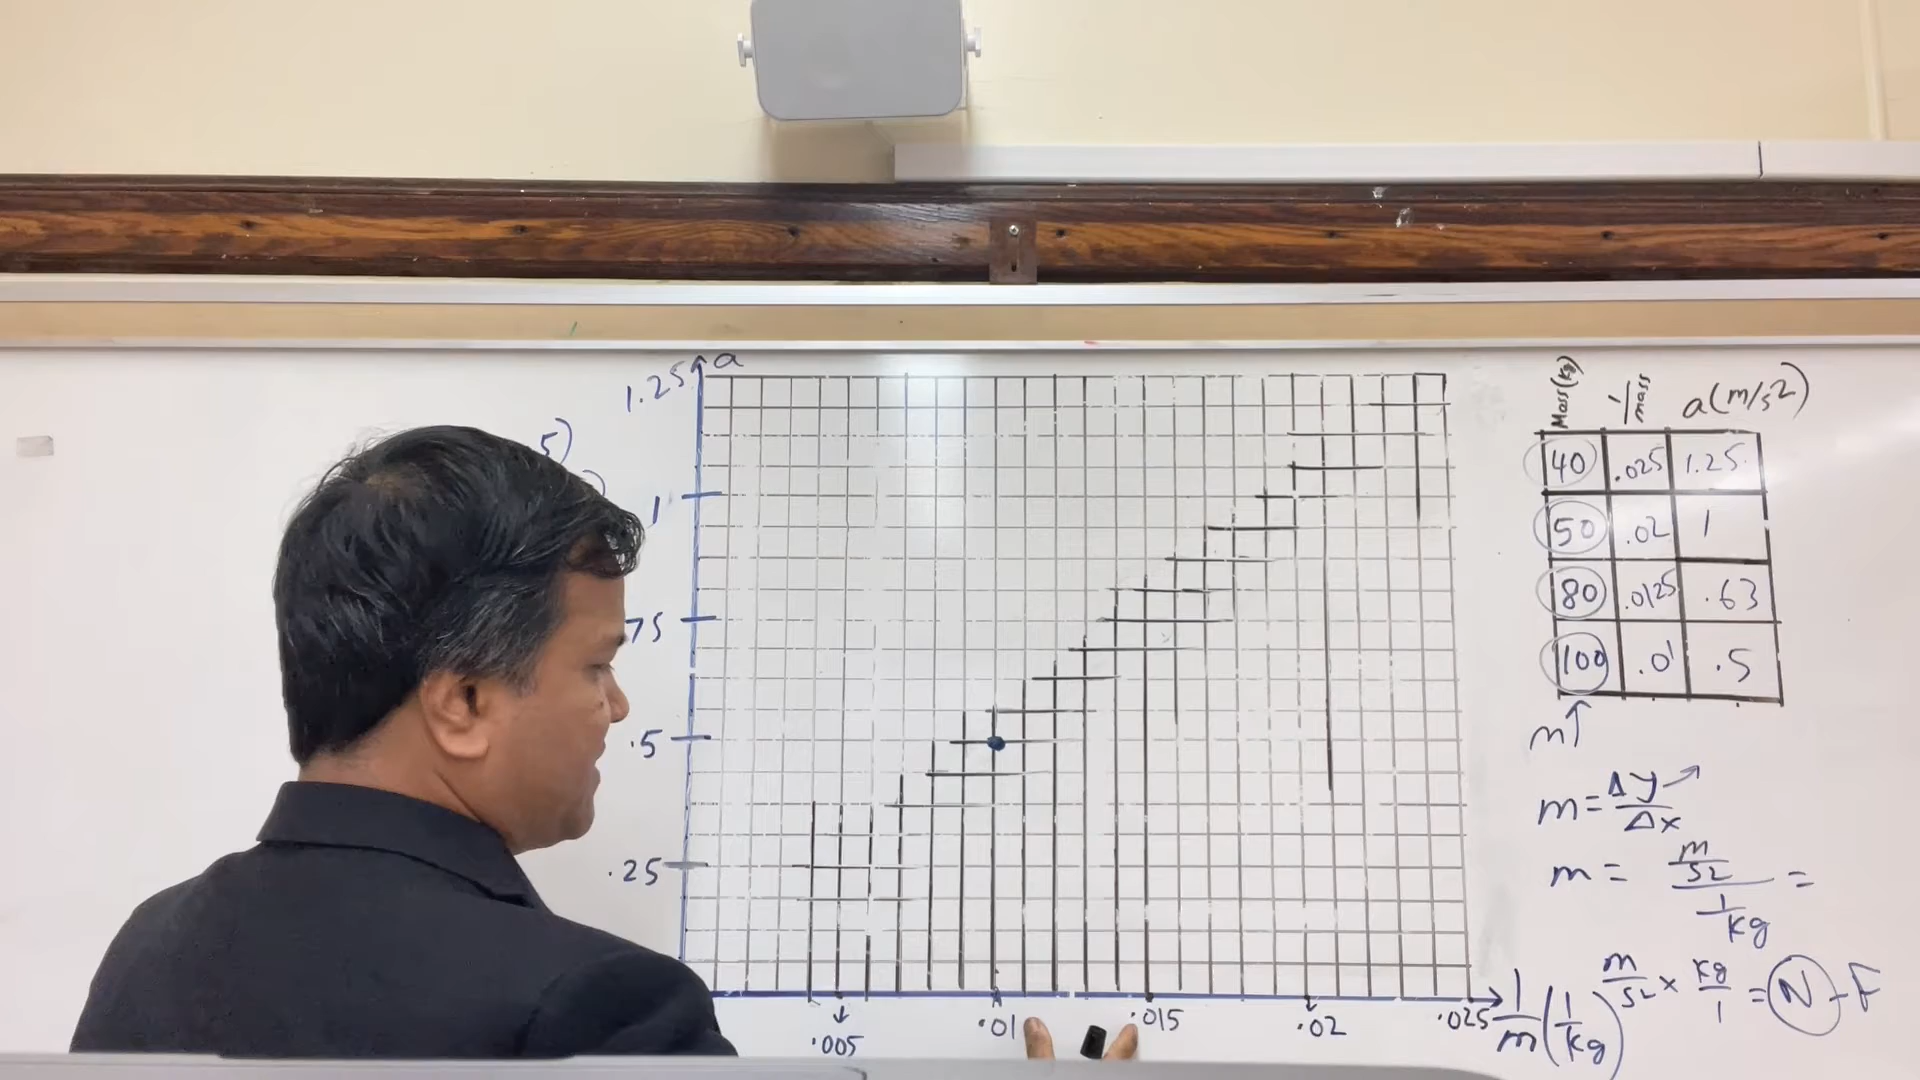 a
1.25
5)
)
1
75
.5
.25
.005
.01
.015
.02
.025
1/m (1/kg)
Mass(kg) 1/mass a(m/s2)
40 .025 1.25
50 .02 1
80 .0125 .63
100 .01 .5
m↑
m = Δy/Δx
m = m/s2 / 1/kg =
m/s2 × kg/1 = N - F